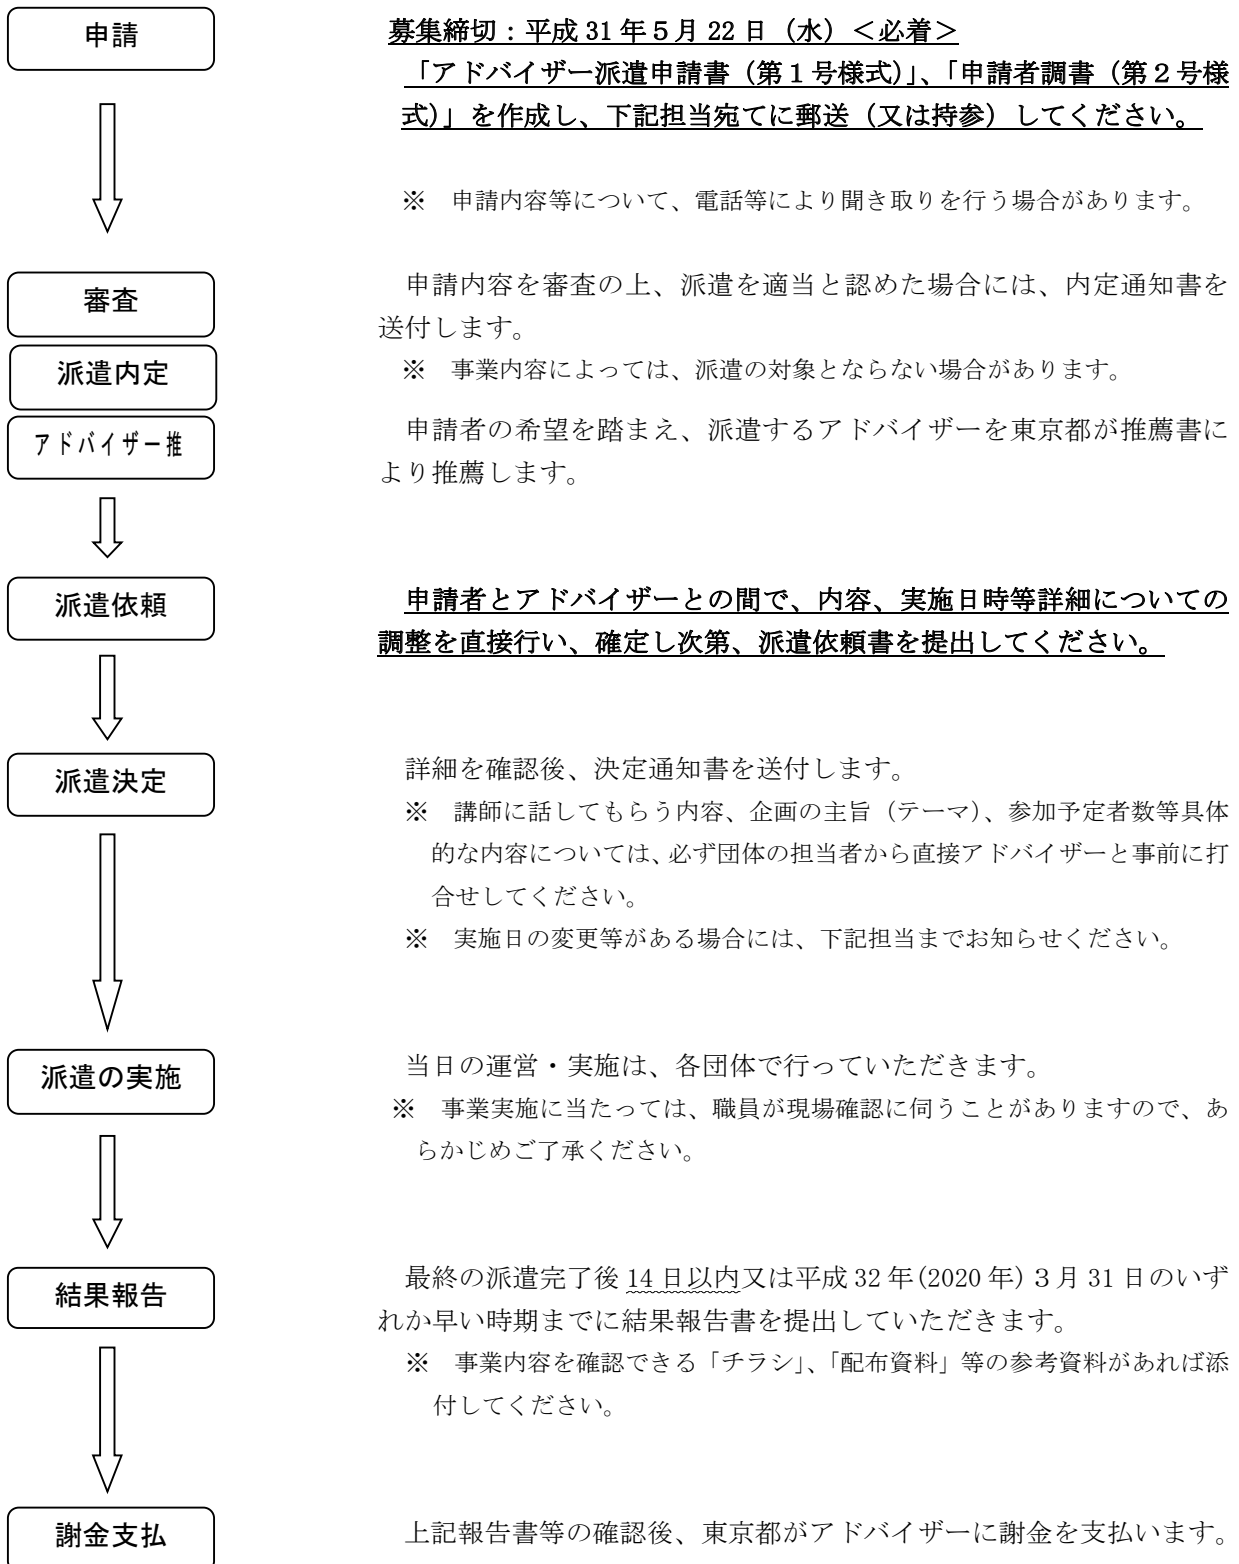 申請
募集締切：平成 31 年５月 22 日（水）＜必着＞
「アドバイザー派遣申請書（第１号様式）」、「申請者調書（第２号様
式）」を作成し、下記担当宛てに郵送（又は持参）してください。
※　申請内容等について、電話等により聞き取りを行う場合があります。
審査
申請内容を審査の上、派遣を適当と認めた場合には、内定通知書を
送付します。
派遣内定
※　事業内容によっては、派遣の対象とならない場合があります。
アドバイザー推
申請者の希望を踏まえ、派遣するアドバイザーを東京都が推薦書に
より推薦します。
派遣依頼
申請者とアドバイザーとの間で、内容、実施日時等詳細についての
調整を直接行い、確定し次第、派遣依頼書を提出してください。
派遣決定
詳細を確認後、決定通知書を送付します。
※　講師に話してもらう内容、企画の主旨（テーマ）、参加予定者数等具体
的な内容については、必ず団体の担当者から直接アドバイザーと事前に打
合せしてください。
※　実施日の変更等がある場合には、下記担当までお知らせください。
派遣の実施
当日の運営・実施は、各団体で行っていただきます。
※　事業実施に当たっては、職員が現場確認に伺うことがありますので、あ
らかじめご了承ください。
結果報告
最終の派遣完了後 14 日以内又は平成 32 年(2020 年)３月 31 日のいず
れか早い時期までに結果報告書を提出していただきます。
※　事業内容を確認できる「チラシ」、「配布資料」等の参考資料があれば添
付してください。
謝金支払
上記報告書等の確認後、東京都がアドバイザーに謝金を支払います。